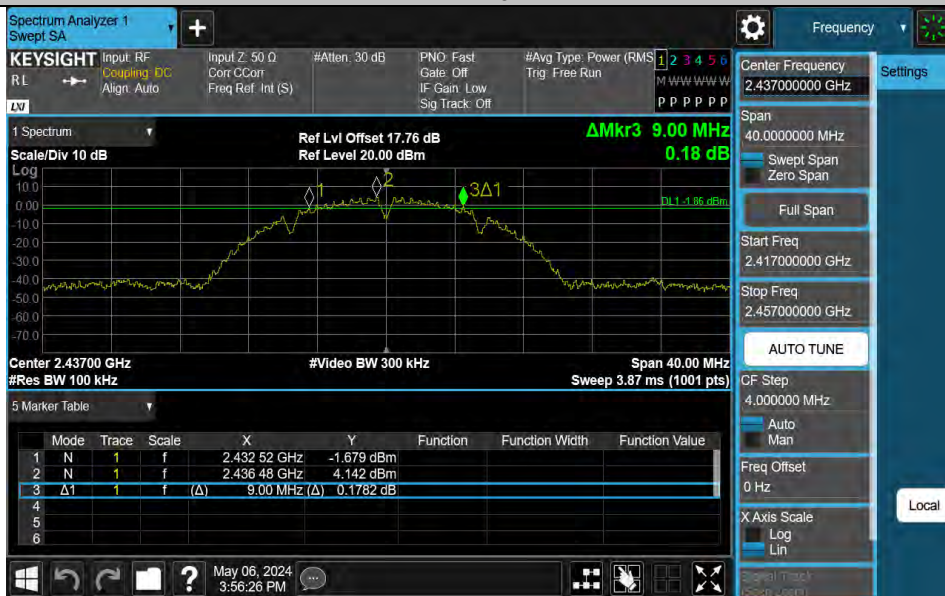 Spectrum Analyzer 1
Swept SA
+
Frequency
KEYSIGHT
RL
LXI
Input: RF
Coupling: DC
Align: Auto
Input Z: 50 Ω
Corr CCorr
Freq Ref: Int (S)
#Atten: 30 dB
PNO: Fast
Gate: Off
IF Gain: Low
Sig Track: Off
#Avg Type: Power (RMS
Trig: Free Run
1 2 3 4 5 6
M W W W W W
P P P P P P
1 Spectrum
Scale/Div 10 dB
Ref Lvl Offset 17.76 dB
Ref Level 20.00 dBm
ΔMkr3 9.00 MHz
0.18 dB
Log
10.0
0.00
-10.0
-20.0
-30.0
-40.0
-50.0
-60.0
-70.0
1
2
3Δ1
DL1 -1.86 dBm
Center 2.43700 GHz
#Res BW 100 kHz
#Video BW 300 kHz
Span 40.00 MHz
Sweep 3.87 ms (1001 pts)
5 Marker Table
Mode Trace Scale X Y Function Function Width Function Value
1 N 1 f 2.432 52 GHz -1.679 dBm
2 N 1 f 2.436 48 GHz 4.142 dBm
3 Δ1 1 f (Δ) 9.00 MHz (Δ) 0.1782 dB
4
5
6
Center Frequency
2.437000000 GHz
Settings
Span
40.0000000 MHz
Swept Span
Zero Span
Full Span
Start Freq
2.417000000 GHz
Stop Freq
2.457000000 GHz
AUTO TUNE
CF Step
4.000000 MHz
Auto
Man
Freq Offset
0 Hz
X Axis Scale
Log
Lin
Local
?
May 06, 2024
3:56:26 PM